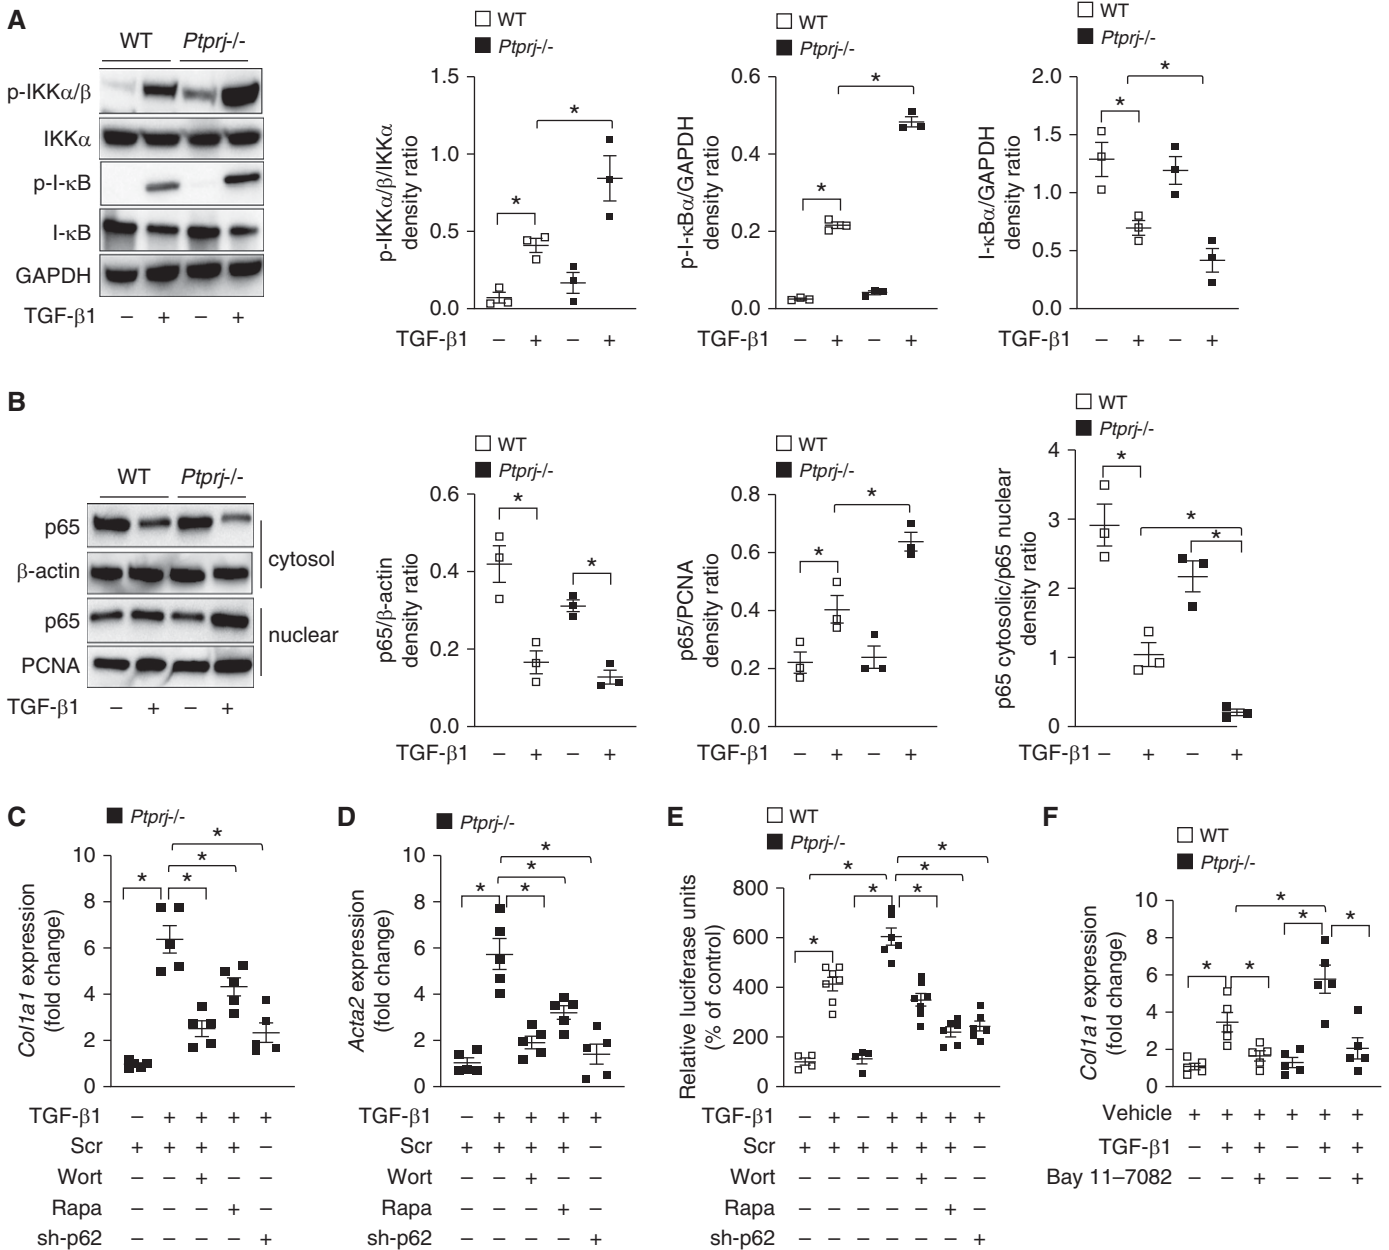 A
WT Ptprj-/-
p-IKKα/β
IKKα
p-I-κB
I-κB
GAPDH
TGF-β1 – + – +
WT
Ptprj-/-
p-IKKα/β/IKKα
density ratio
1.5
1.0
0.5
0.0
* *
TGF-β1 – + – +
WT
Ptprj-/-
p-I-κBα/GAPDH
density ratio
0.6
0.4
0.2
0.0
* *
TGF-β1 – + – +
WT
Ptprj-/-
I-κBα/GAPDH
density ratio
2.0
1.5
1.0
0.5
0.0
* *
TGF-β1 – + – +
B
WT Ptprj-/-
p65
β-actin
cytosol
p65
PCNA
nuclear
TGF-β1 – + – +
WT
Ptprj-/-
p65/β-actin
density ratio
0.6
0.4
0.2
0.0
* *
TGF-β1 – + – +
WT
Ptprj-/-
p65/PCNA
density ratio
0.8
0.6
0.4
0.2
0.0
* *
TGF-β1 – + – +
WT
Ptprj-/-
p65 cytosolic/p65 nuclear
density ratio
4
3
2
1
0
* * *
TGF-β1 – + – +
C
Ptprj-/-
Col1a1 expression
(fold change)
10
8
6
4
2
0
* * * *
TGF-β1 – + + + +
Scr + + + + –
Wort – – + – –
Rapa – – – + –
sh-p62 – – – – +
D
Ptprj-/-
Acta2 expression
(fold change)
10
8
6
4
2
0
* * * *
TGF-β1 – + + + +
Scr + + + + –
Wort – – + – –
Rapa – – – + –
sh-p62 – – – – +
E
WT
Ptprj-/-
Relative luciferase units
(% of control)
800
600
400
200
0
* * * * * *
TGF-β1 – + – + + + +
Scr + + + + + + –
Wort – – – – + – –
Rapa – – – – – + –
sh-p62 – – – – – – +
F
WT
Ptprj-/-
Col1a1 expression
(fold change)
10
8
6
4
2
0
* * * * *
Vehicle + + + + + +
TGF-β1 – + + – + +
Bay 11–7082 – – + – – +